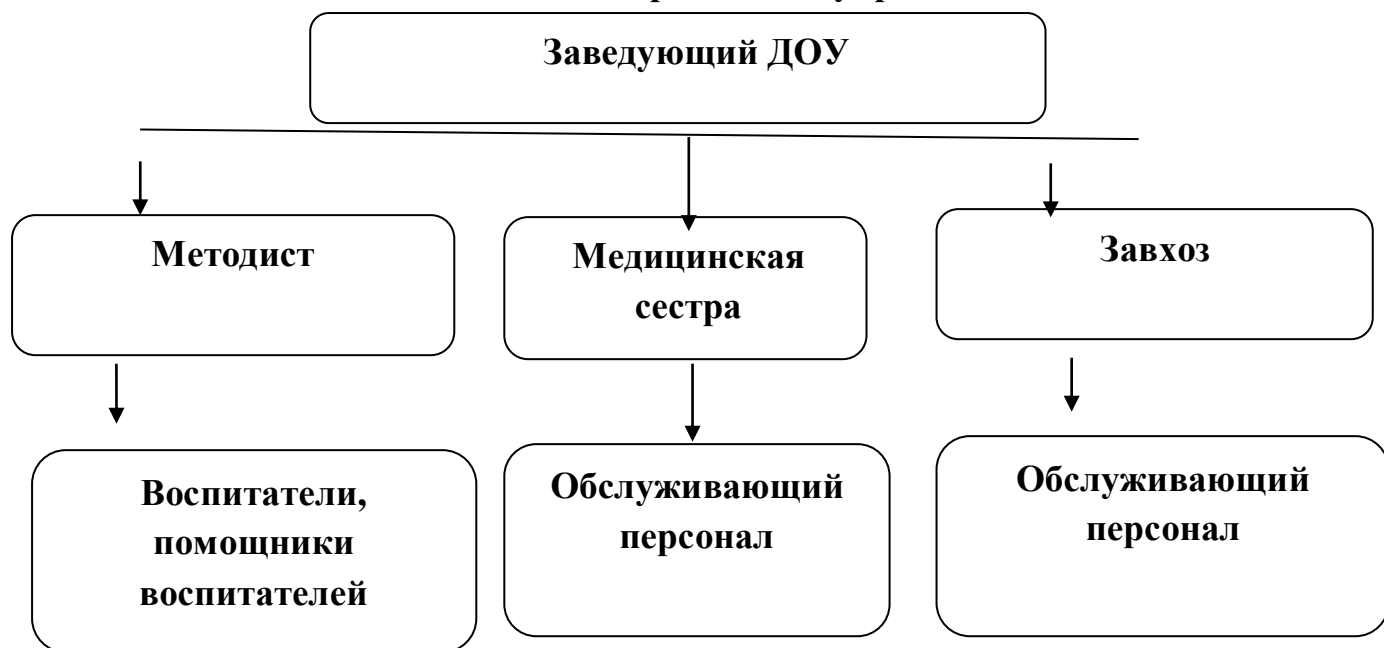 Заведующий ДОУ
Методист
Медицинская
сестра
Завхоз
Воспитатели,
помощники
воспитателей
Обслуживающий
персонал
Обслуживающий
персонал